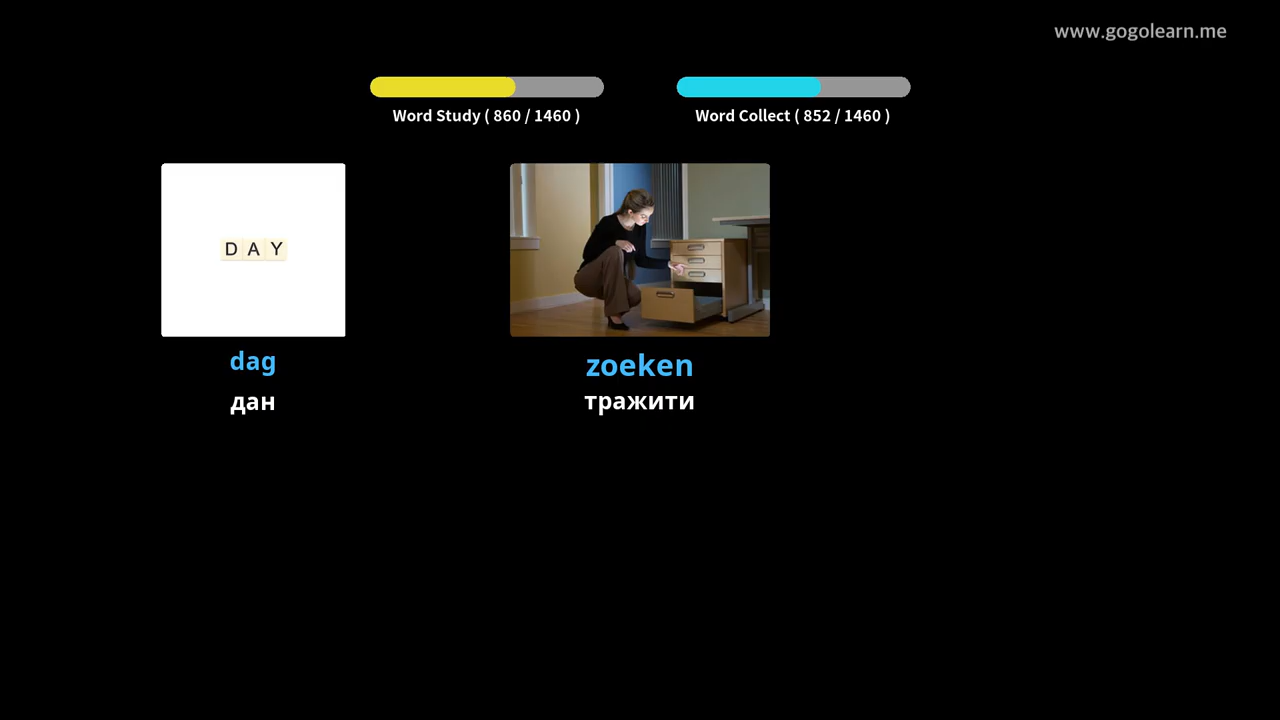 www.gogolearn.me
Word Study ( 860 / 1460 )
Word Collect ( 852 / 1460 )
DAY
dag
дан
zoeken
тражити